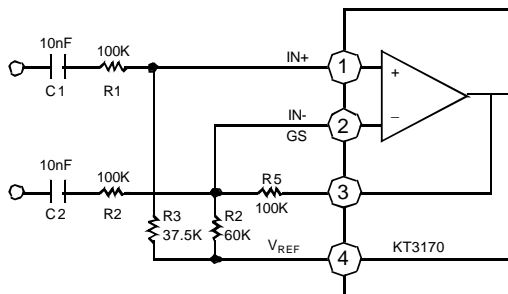 10nF
100K
C1
R1
IN+
1
+
IN-
GS
2
–
10nF
100K
C2
R2
R5
100K
3
R3
37.5K
R2
60K
VREF
4
KT3170